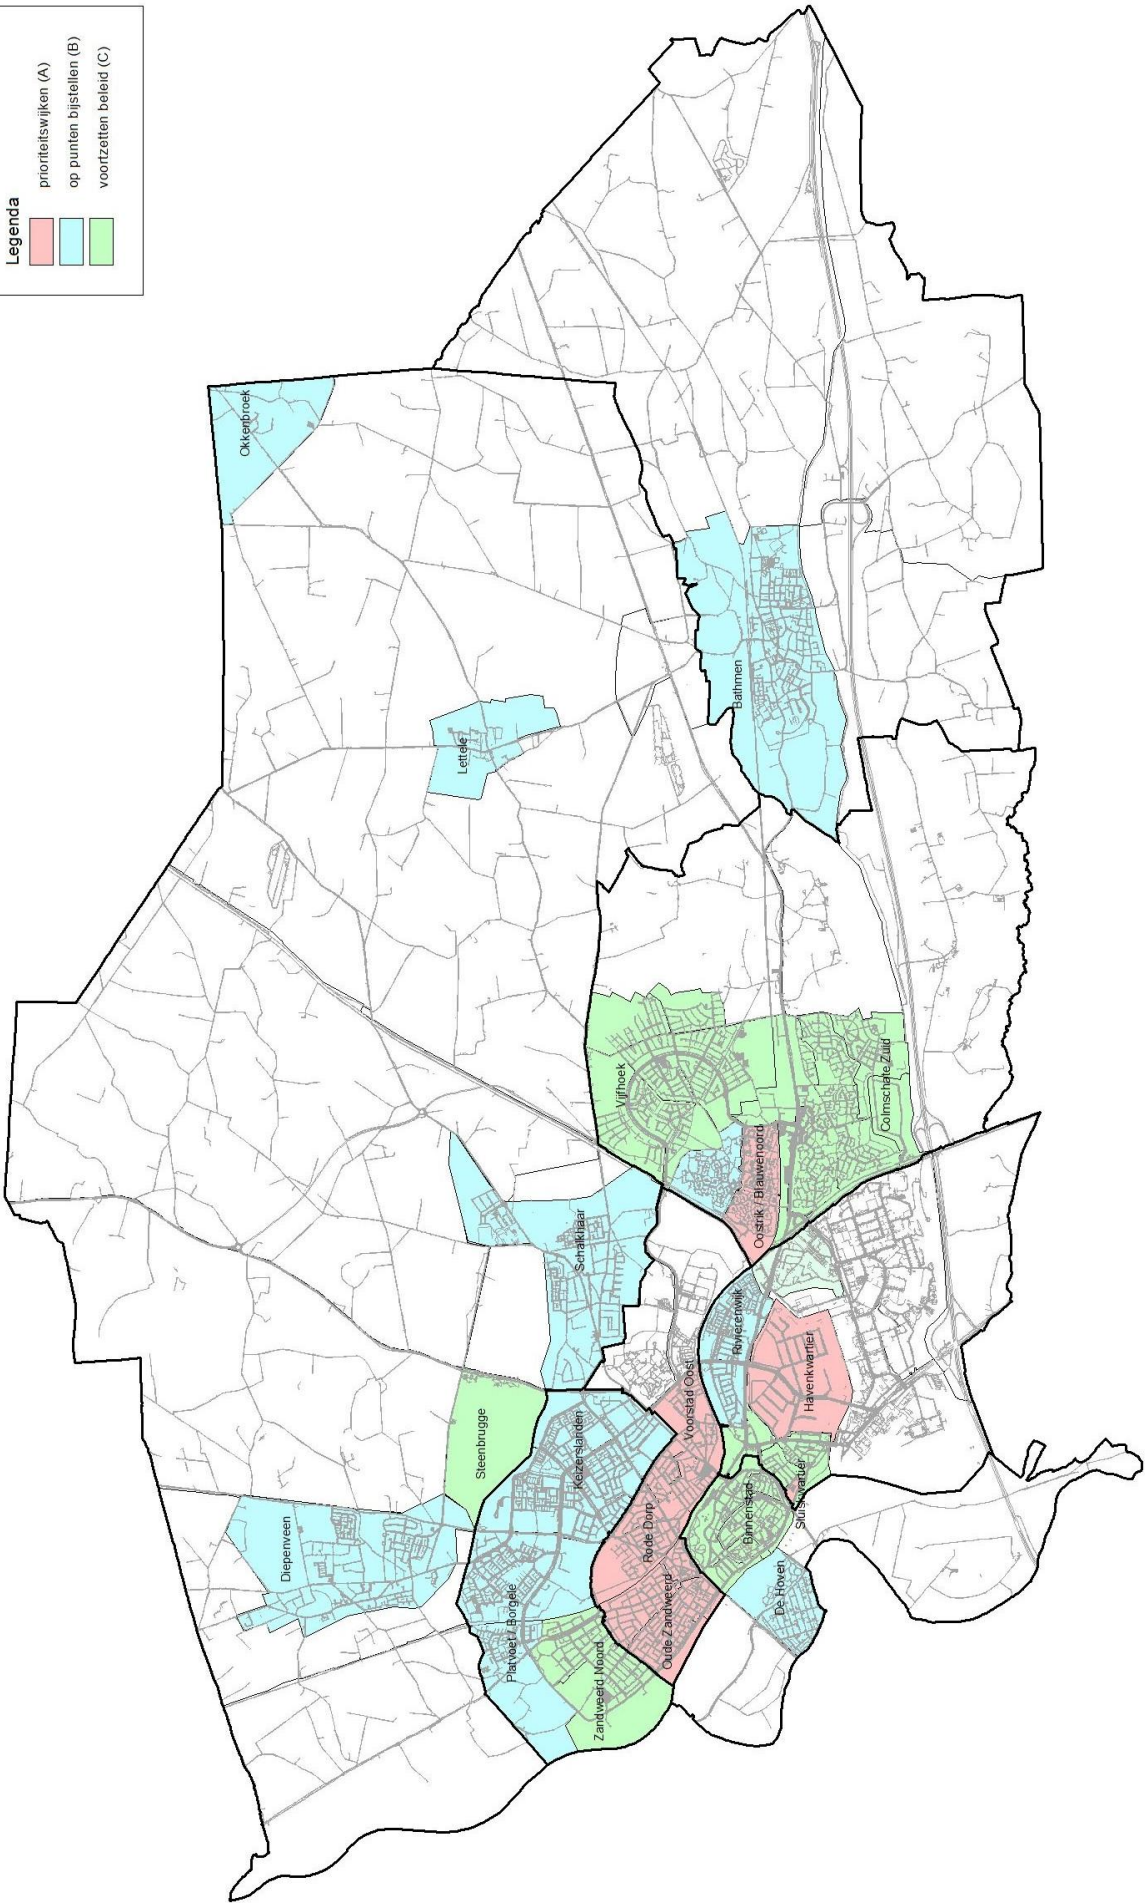 Legenda
prioriteitswijken (A)
op punten bijstellen (B)
voortzetten beleid (C)
Okkenbroek
Lettele
Bathmen
Diepenveen
Steenbrugge
Schalkhaar
Vijfhoek
Colmschate Zuid
Oostrik / Blauwenoord
Keizerslanden
Platvoet / Borgele
Zandweerd Noord
Voorstad Oost
Rode Dorp
Oude Zandweerd
Rivierenwijk
Havenkwartier
Binnenstad
Sluiskwartier
De Hoven